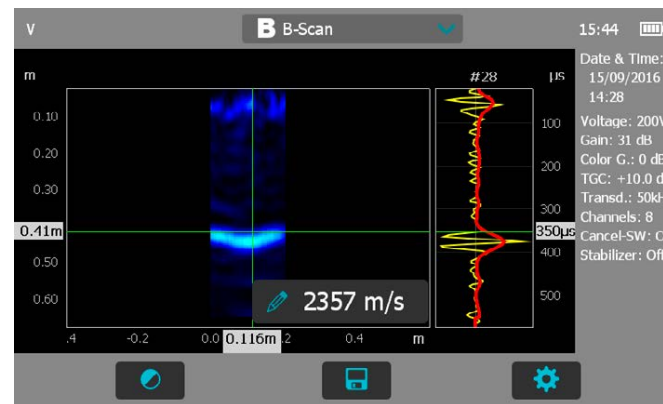 V
B B-Scan
15:44
m
#28
µs
0.10
0.20
0.30
0.41m
0.50
0.60
100
200
300
350µs
400
500
2357 m/s
.4
-0.2
0.0
0.116m
.2
0.4
m
Date & Time:
15/09/2016
14:28
Voltage: 200V
Gain: 31 dB
Color G.: 0 dB
TGC: +10.0 d
Transd.: 50kH
Channels: 8
Cancel-SW: O
Stabilizer: Off